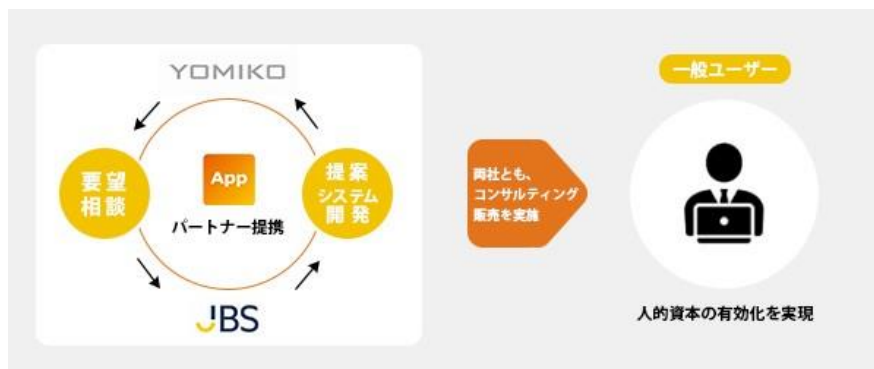 YOMIKO
要望
相談
App
パートナー提携
提案
システム
開発
JBS
両社とも、
コンサルティング
販売を実施
一般ユーザー
人的資本の有効化を実現